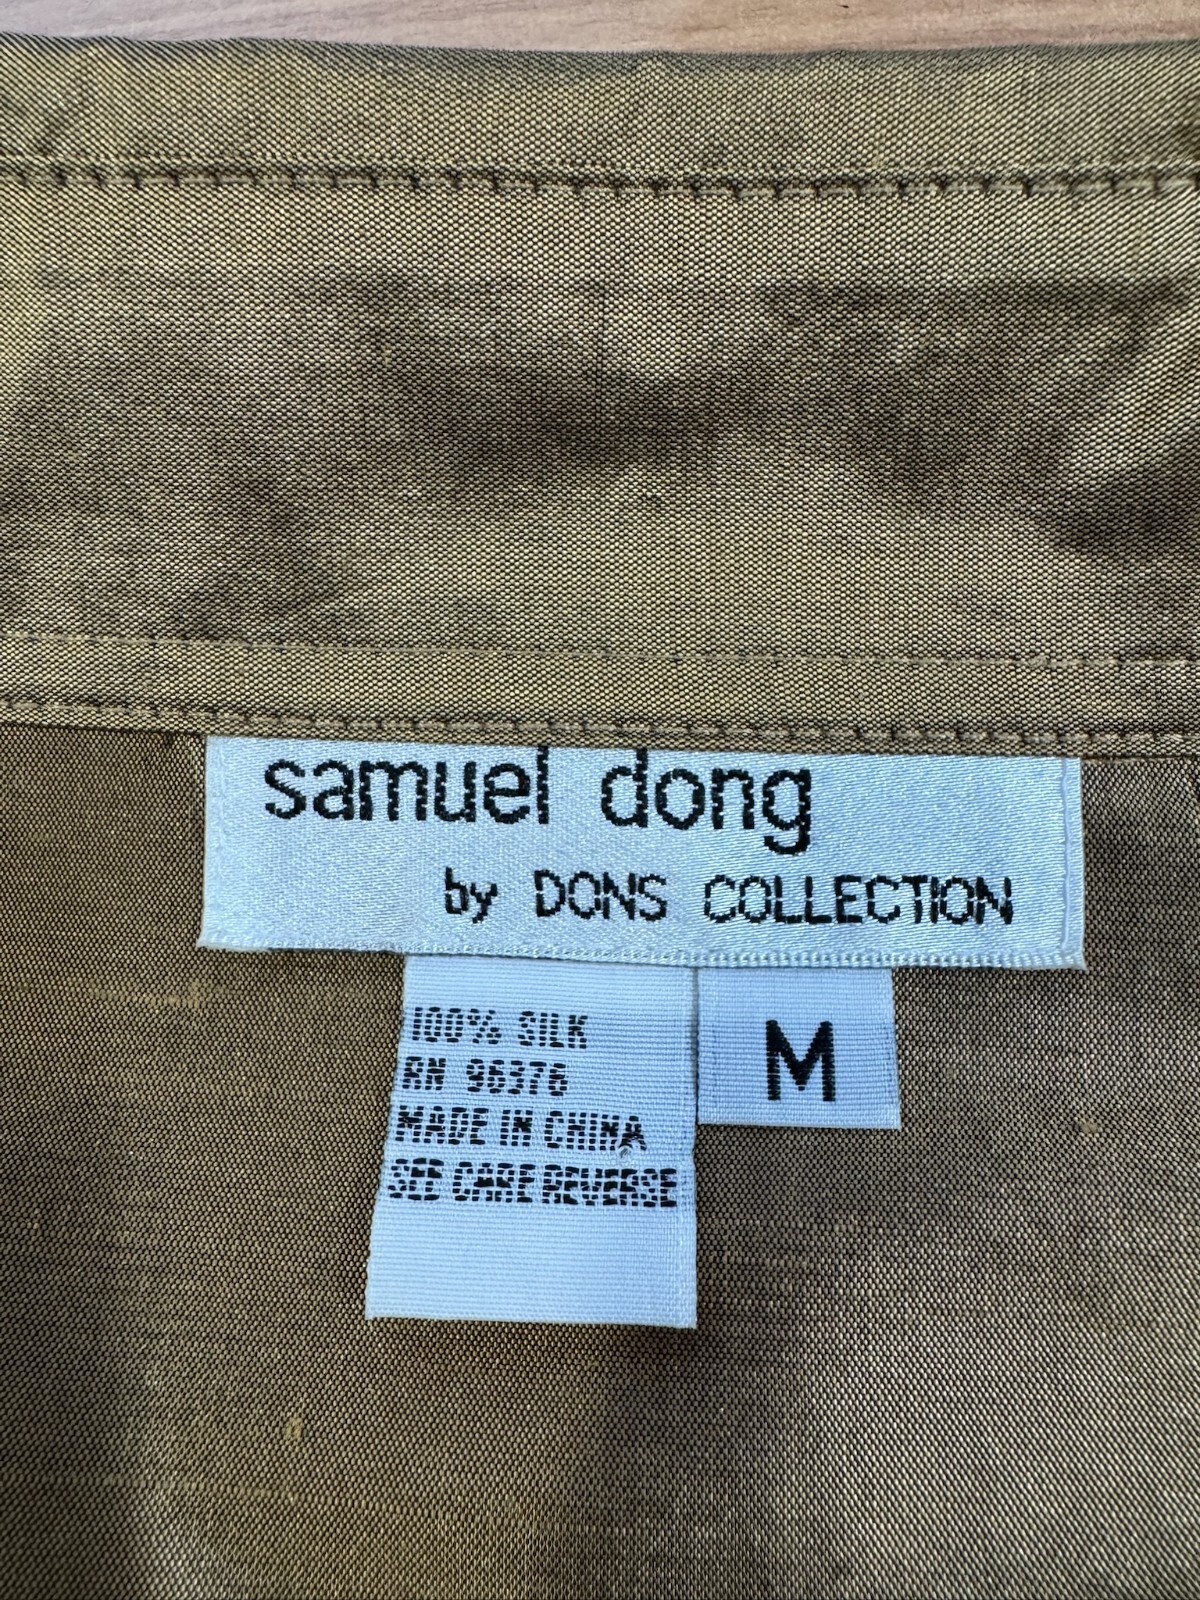 samuel dong
by DONS COLLECTION
100% SILK
RN 96376
MADE IN CHINA
SEE CARE REVERSE
M